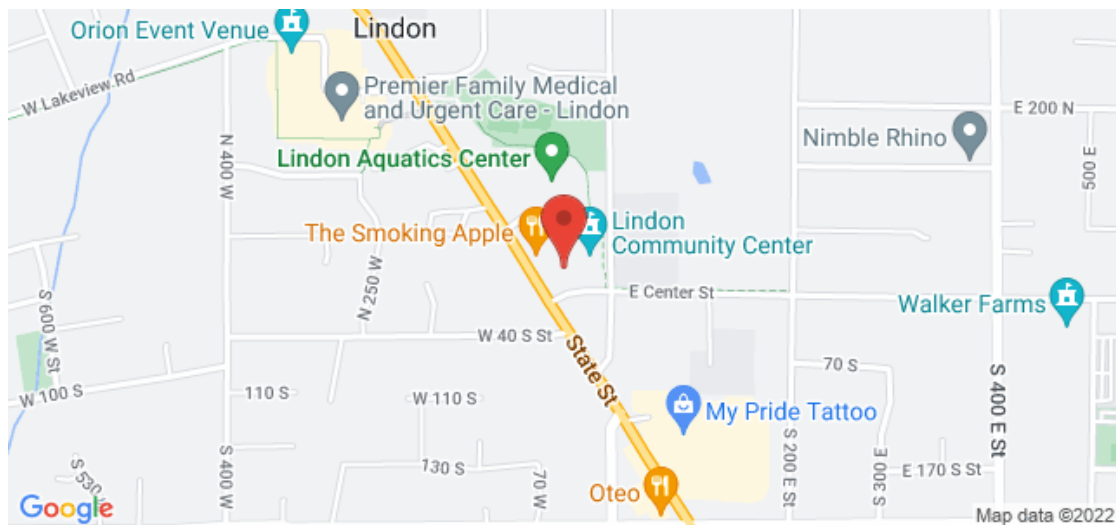 Orion Event Venue
Lindon
W Lakeview Rd
Premier Family Medical
and Urgent Care - Lindon
E 200 N
Nimble Rhino
500 E
N 400 W
Lindon Aquatics Center
The Smoking Apple
Lindon
Community Center
N 250 W
E Center St
Walker Farms
S 600 W St
W 40 S St
State St
70 S
W 100 S
110 S
W 110 S
My Pride Tattoo
S 400 E St
S 400 W
130 S
70 W
S 200 E St
S 300 E
E 170 S St
S 530
Oteo
Google
Map data ©2022